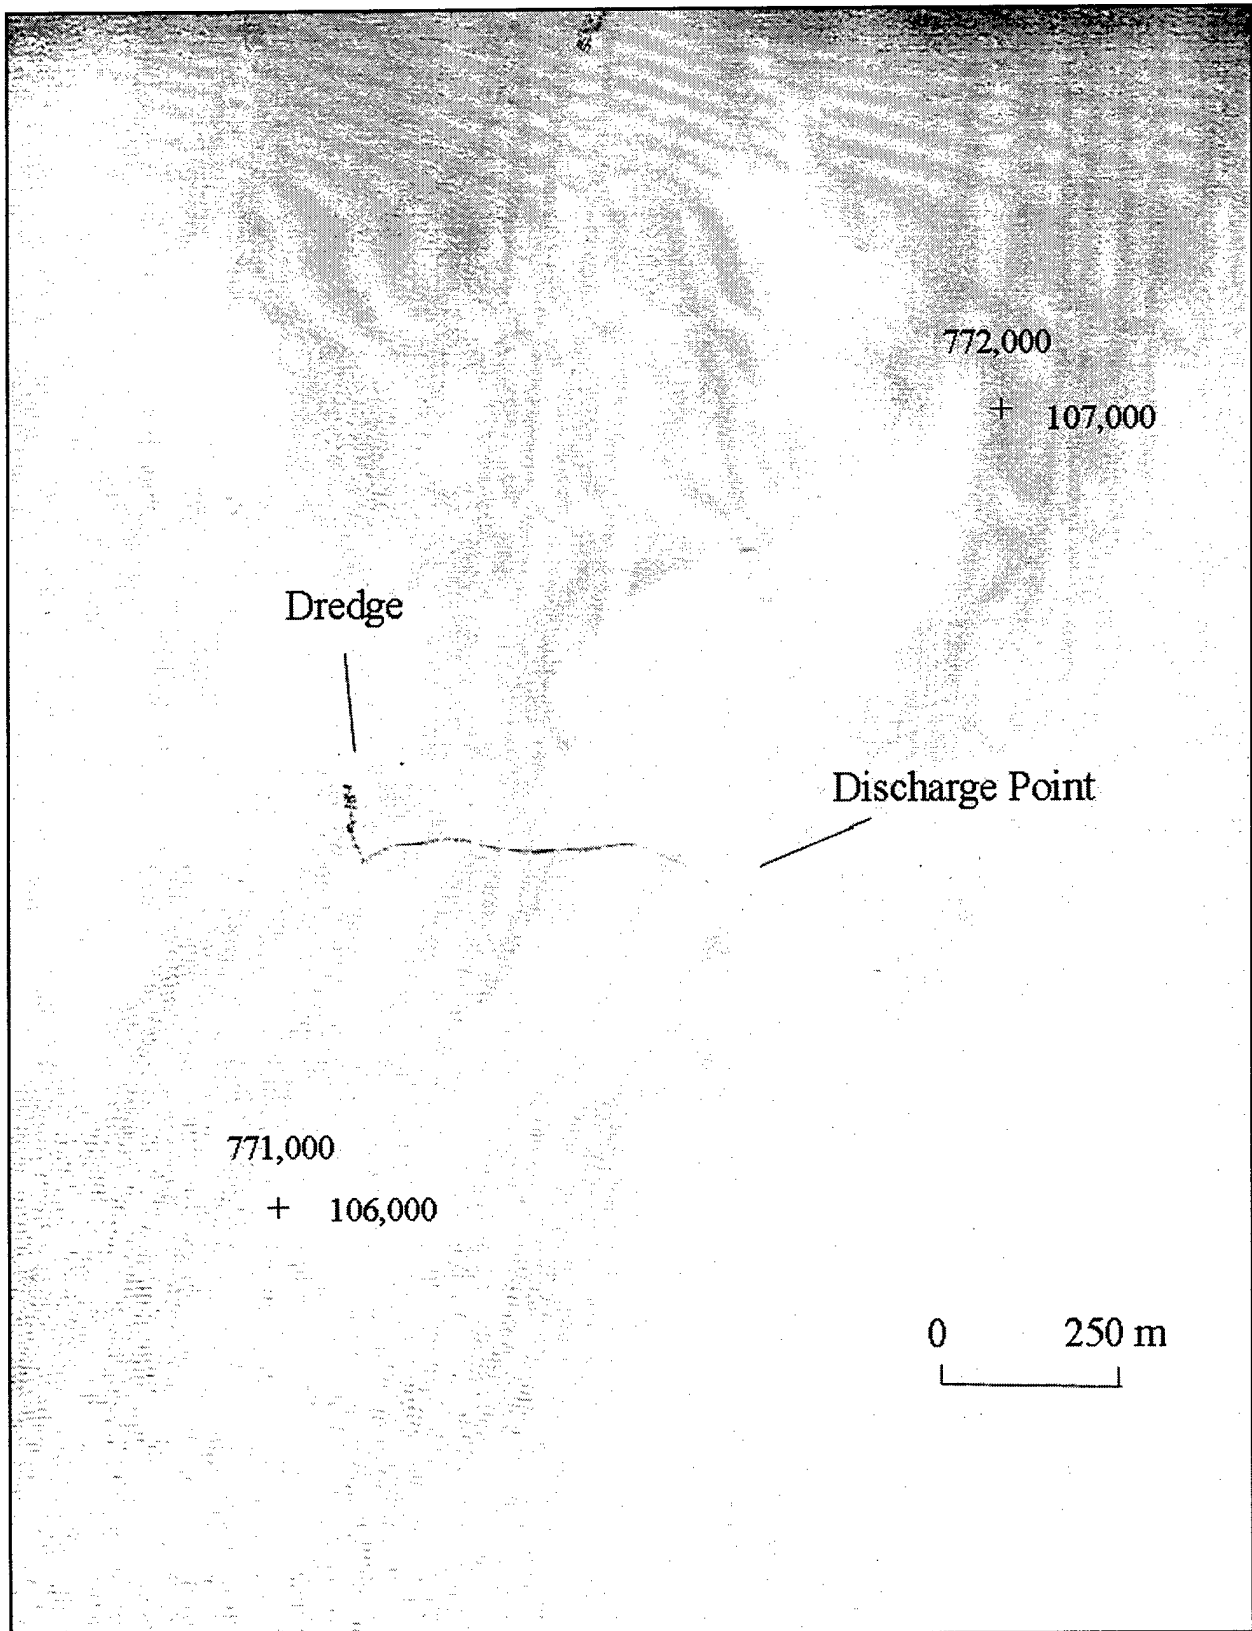 772,000
+ 107,000
Dredge
Discharge Point
771,000
+ 106,000
0 250 m